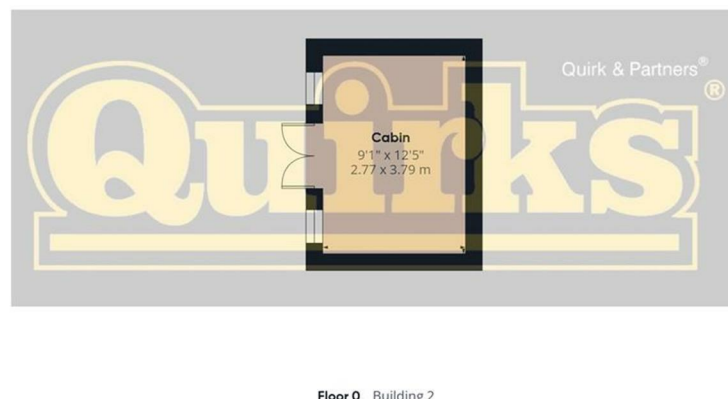 Quirk & Partners®
Quirks®
Cabin
9'1" x 12'5"
2.77 x 3.79 m
Floor 0 Building 2